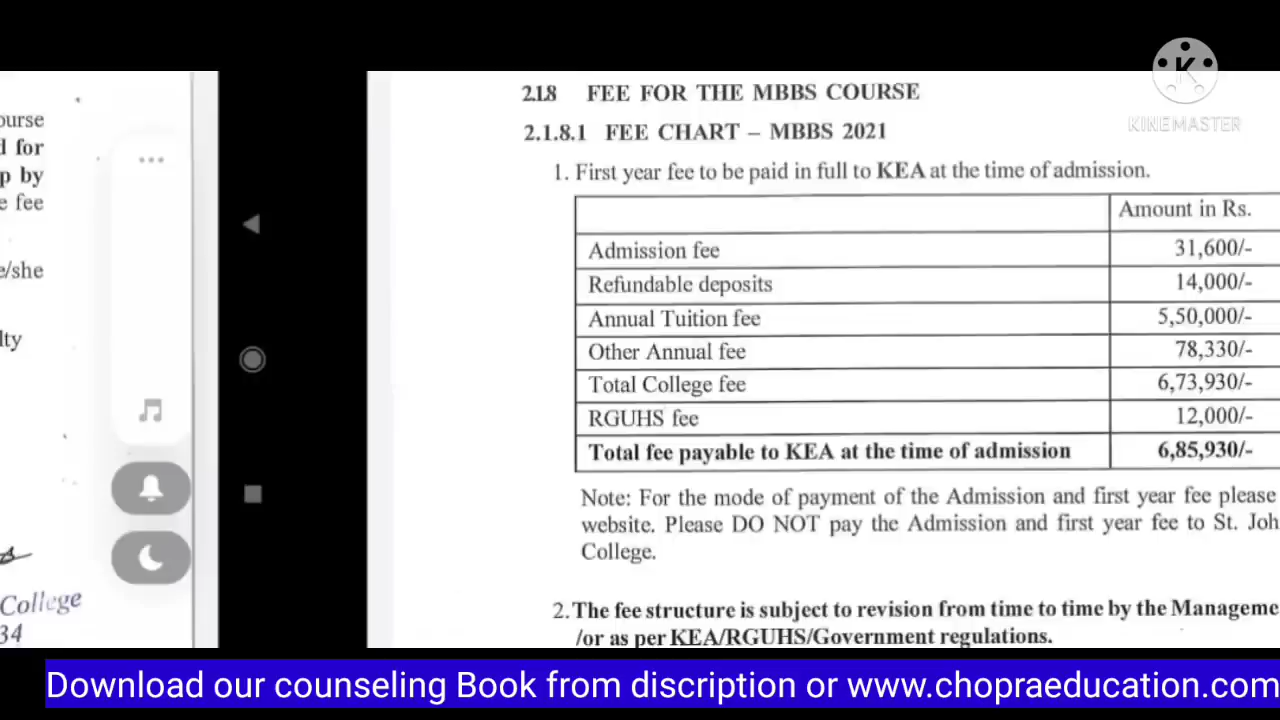 ourse
d for
p by
e fee
e/she
lty
College
34
KINEMASTER
2.1.8 FEE FOR THE MBBS COURSE
2.1.8.1 FEE CHART – MBBS 2021
1. First year fee to be paid in full to KEA at the time of admission.
Amount in Rs.
Admission fee 31,600/-
Refundable deposits 14,000/-
Annual Tuition fee 5,50,000/-
Other Annual fee 78,330/-
Total College fee 6,73,930/-
RGUHS fee 12,000/-
Total fee payable to KEA at the time of admission 6,85,930/-
Note: For the mode of payment of the Admission and first year fee please
website. Please DO NOT pay the Admission and first year fee to St. Joh
College.
2. The fee structure is subject to revision from time to time by the Manageme
/or as per KEA/RGUHS/Government regulations.
Download our counseling Book from discription or www.chopraeducation.com